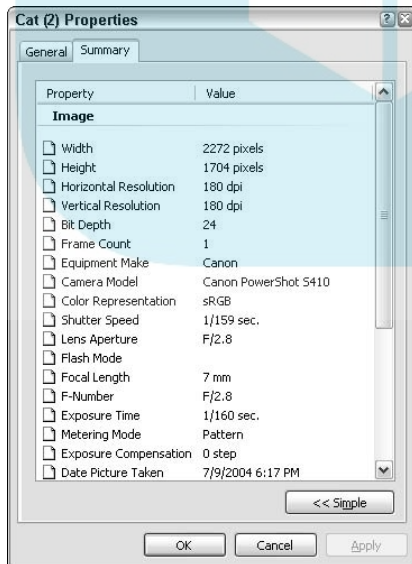 Cat (2) Properties
General Summary
Property Value
Image
Width 2272 pixels
Height 1704 pixels
Horizontal Resolution 180 dpi
Vertical Resolution 180 dpi
Bit Depth 24
Frame Count 1
Equipment Make Canon
Camera Model Canon PowerShot S410
Color Representation sRGB
Shutter Speed 1/159 sec.
Lens Aperture F/2.8
Flash Mode
Focal Length 7 mm
F-Number F/2.8
Exposure Time 1/160 sec.
Metering Mode Pattern
Exposure Compensation 0 step
Date Picture Taken 7/9/2004 6:17 PM
<< Simple
OK Cancel Apply